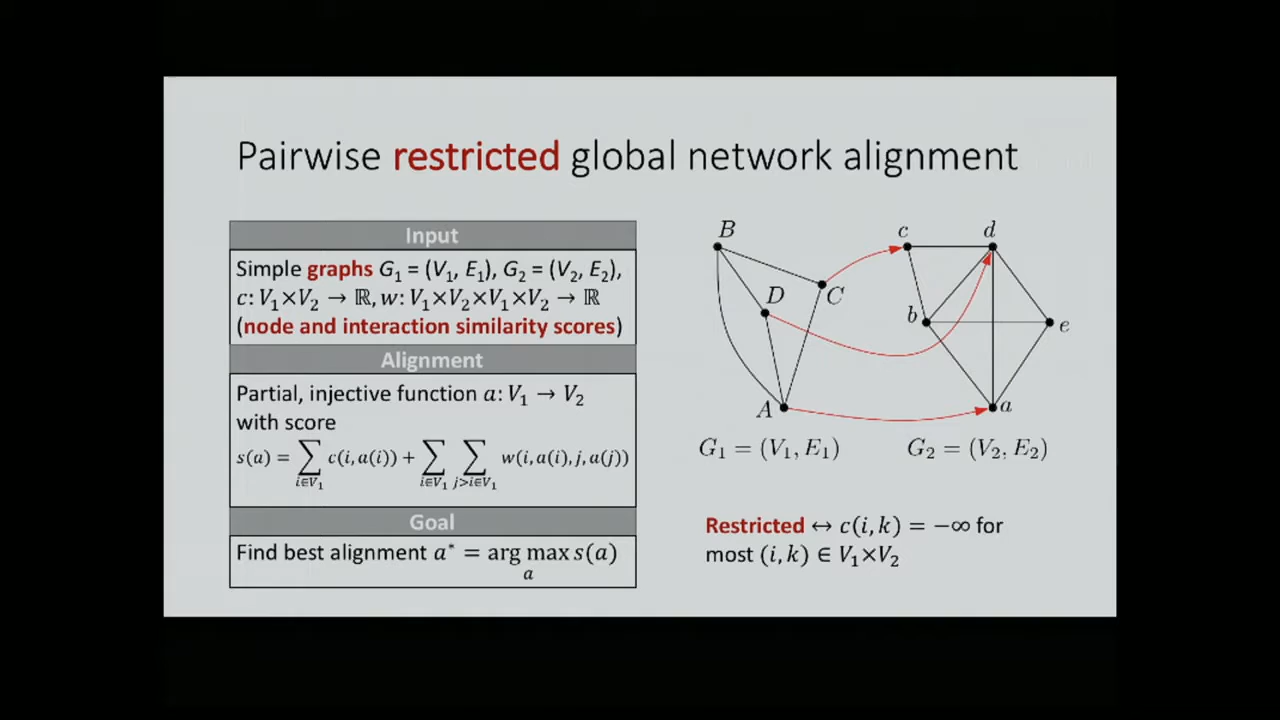 Pairwise restricted global network alignment
Input
Simple graphs G₁ = (V₁, E₁), G₂ = (V₂, E₂),
c: V₁×V₂ → ℝ, w: V₁×V₂×V₁×V₂ → ℝ
(node and interaction similarity scores)
Alignment
Partial, injective function a: V₁ → V₂
with score
s(a) = ∑ c(i, a(i)) + ∑ ∑ w(i, a(i), j, a(j))
i∈V₁ i∈V₁ j>i∈V₁
Goal
Find best alignment a* = arg max s(a)
a
B
D
C
A
G₁ = (V₁, E₁)
c
d
b
e
a
G₂ = (V₂, E₂)
Restricted ↔ c(i, k) = −∞ for
most (i, k) ∈ V₁×V₂